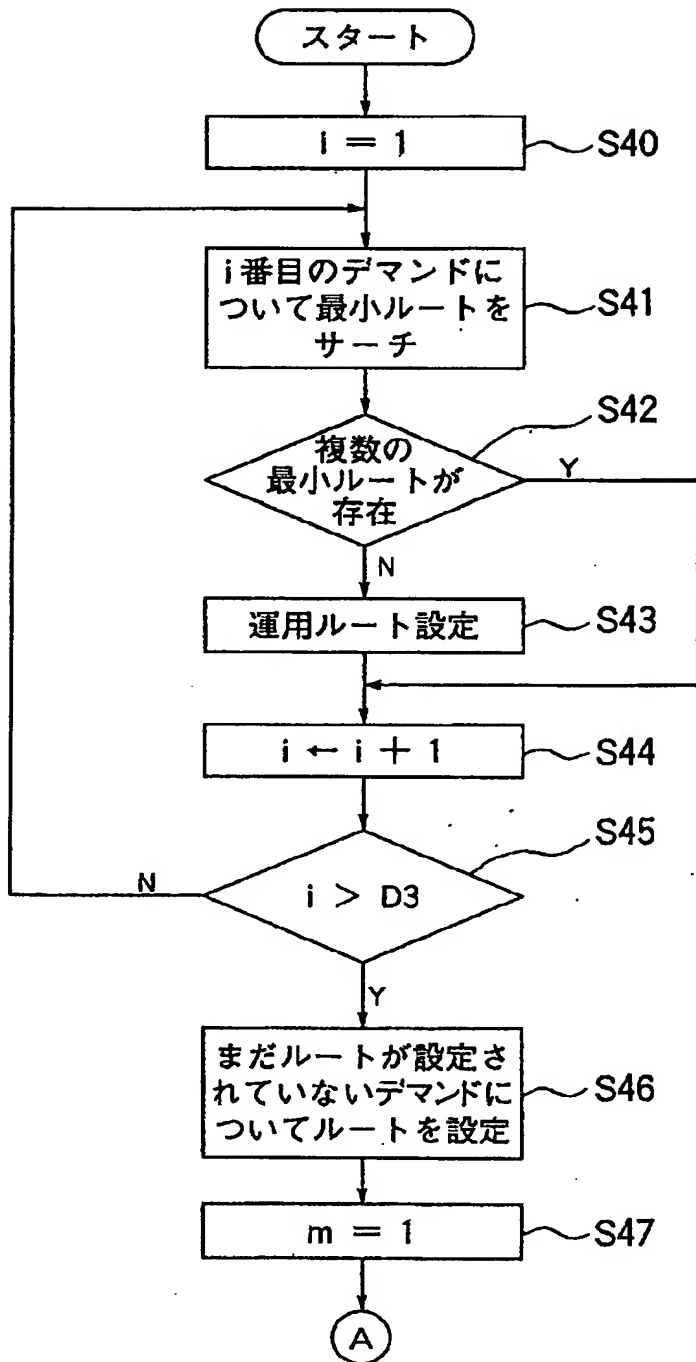 スタート
i = 1
S40
i番目のデマンドに
ついて最小ルートを
サーチ
S41
S42
複数の
最小ルートが
存在
Y
N
運用ルート設定
S43
i ← i + 1
S44
S45
i > D3
N
Y
まだルートが設定さ
れていないデマンドに
ついてルートを設定
S46
m = 1
S47
A